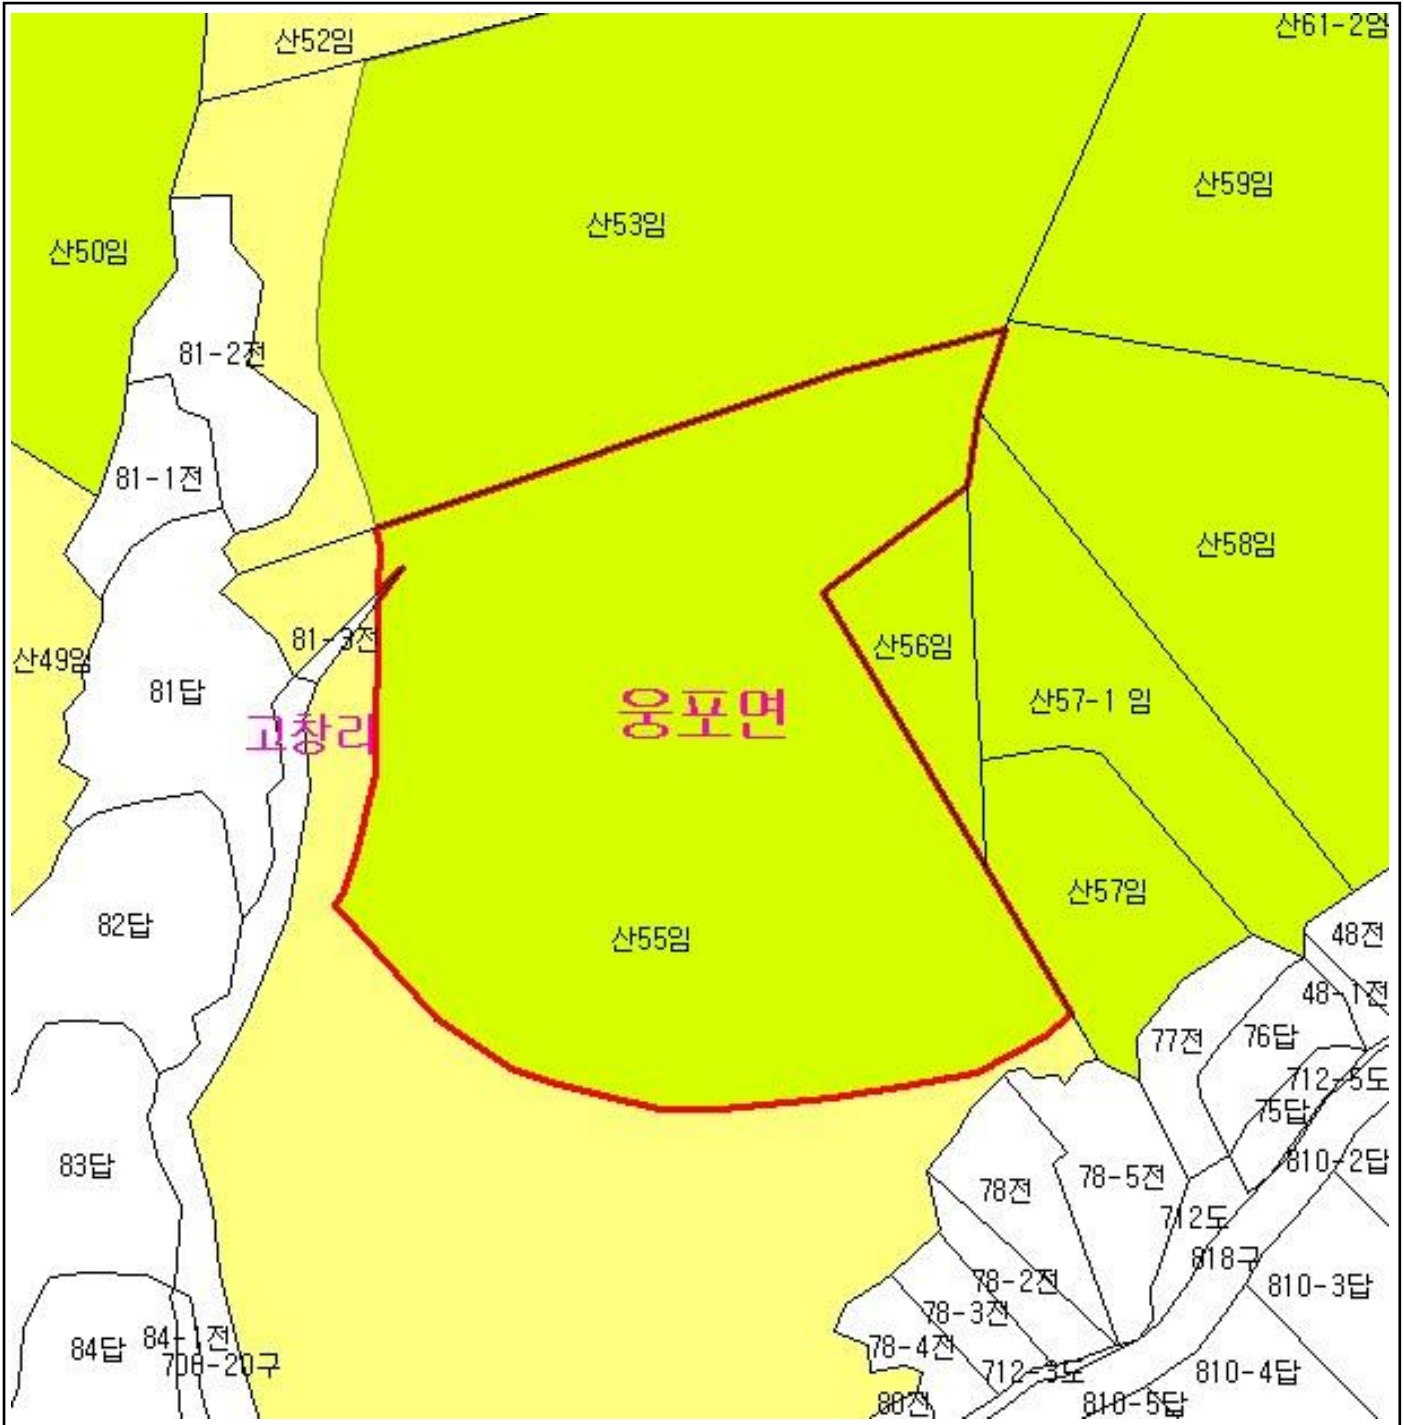 산52임
산61-2임
산59임
산53임
산50임
81-2전
81-1전
산58임
81-3전
산56임
산49임
81답
산57-1 임
웅포면
고창리
산57임
82답
산55임
48전
48-1전
77전
76답
712-5도
75답
83답
810-2답
78전
78-5전
712도
818구
78-2전
810-3답
78-3전
84-1전
84답
78-4전
708-20구
712-3도
810-4답
80전
810-5답